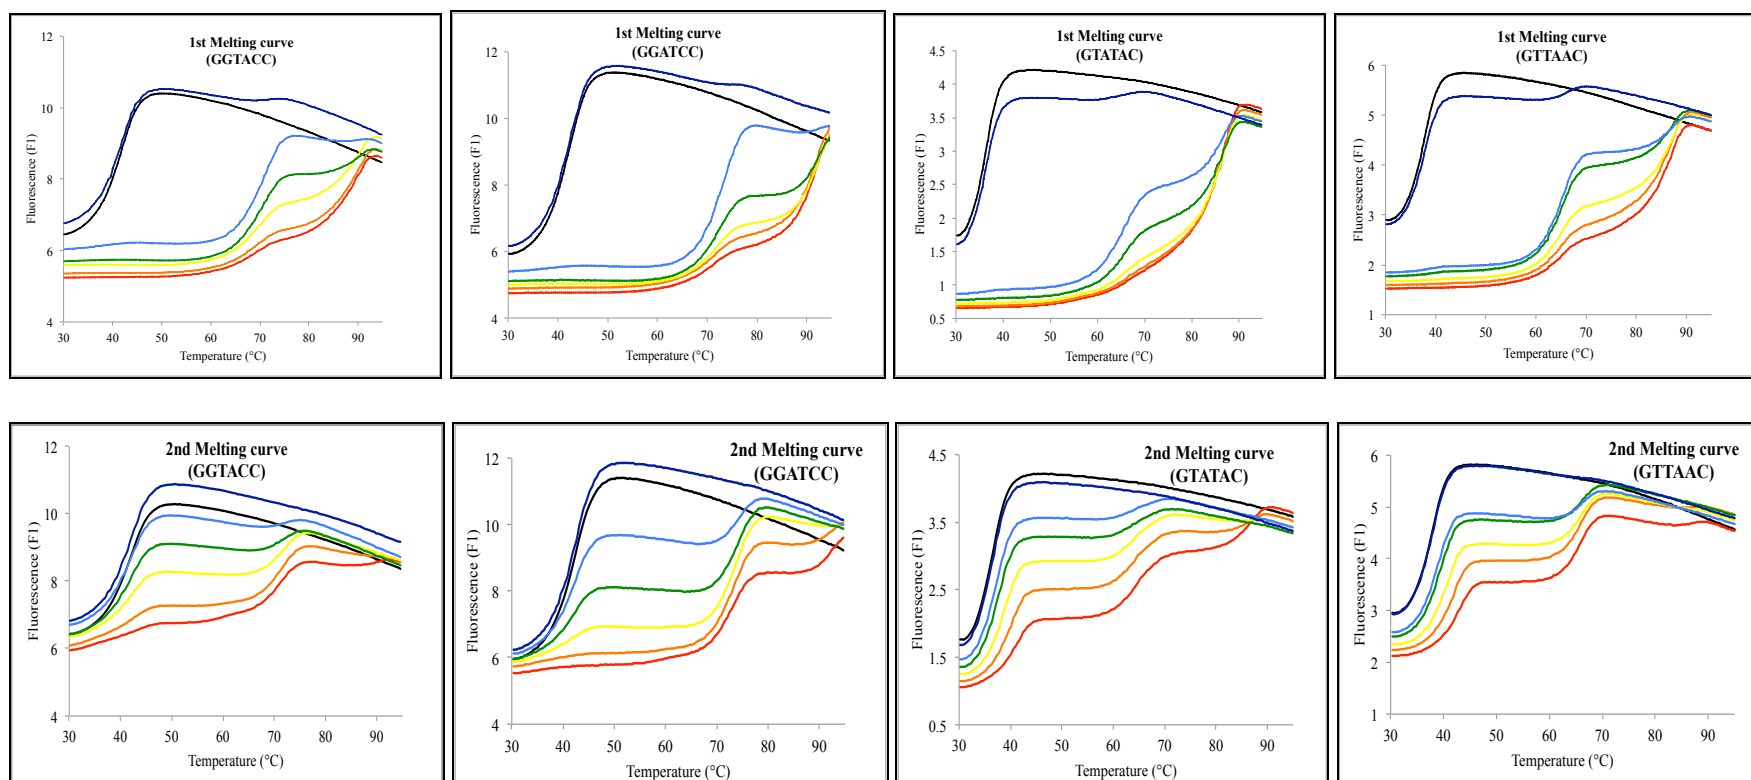 1st Melting curve
(GGTACC)
12
10
8
6
4
Fluorescence (F1)
30 40 50 60 70 80 90
Temperature (°C)
1st Melting curve
(GGATCC)
12
10
8
6
4
Fluorescence (F1)
30 40 50 60 70 80 90
Temperature (°C)
1st Melting curve
(GTATAC)
4.5
4
3.5
3
2.5
2
1.5
1
0.5
Fluorescence (F1)
30 40 50 60 70 80 90
Temperature (°C)
1st Melting curve
(GTTAAC)
6
5
4
3
2
1
Fluorescence (F1)
30 40 50 60 70 80 90
Temperature (°C)
2nd Melting curve
(GGTACC)
12
10
8
6
4
Fluorescence (F1)
30 40 50 60 70 80 90
Temperature (°C)
2nd Melting curve
(GGATCC)
12
10
8
6
4
Fluorescence (F1)
30 40 50 60 70 80 90
Temperature (°C)
2nd Melting curve
(GTATAC)
4.5
3.5
2.5
1.5
0.5
Fluorescence (F1)
30 40 50 60 70 80 90
Temperature (°C)
2nd Melting curve
(GTTAAC)
6
5
4
3
2
1
Fluorescence (F1)
30 40 50 60 70 80 90
Temperature (°C)